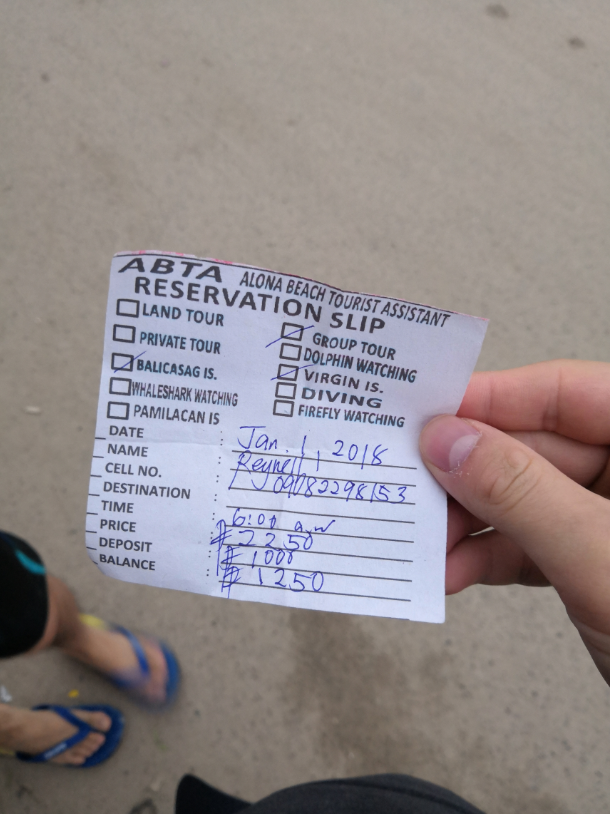 ABTA ALONA BEACH TOURIST ASSISTANT
RESERVATION SLIP
LAND TOUR
PRIVATE TOUR
BALICASAG IS.
WHALESHARK WATCHING
PAMILACAN IS
GROUP TOUR
DOLPHIN WATCHING
VIRGIN IS.
DIVING
FIREFLY WATCHING
DATE : Jan. 1, 2018
NAME : Reynell
CELL NO. : 09082298153
DESTINATION :
TIME : 6:00 am
PRICE : ₱2250
DEPOSIT : ₱1000
BALANCE : ₱1250